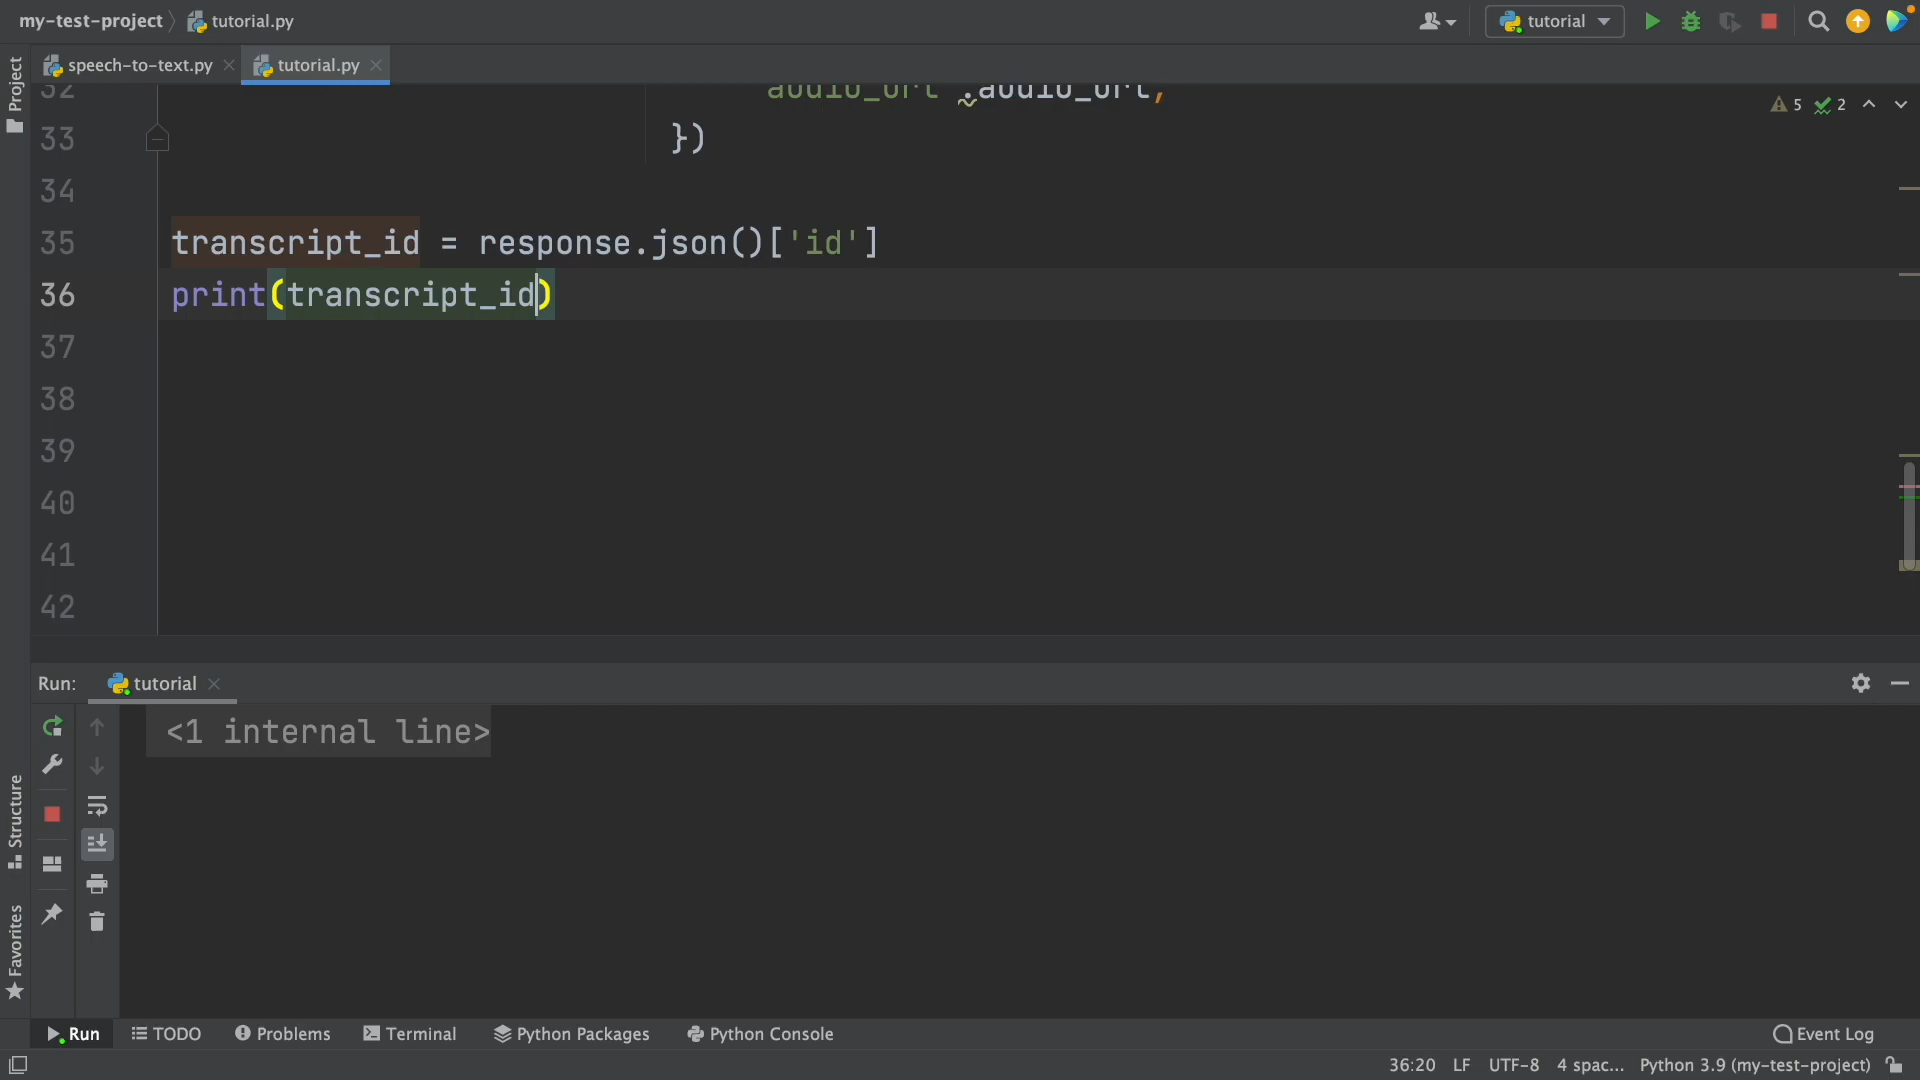 my-test-project
tutorial.py
tutorial
Project
speech-to-text.py
tutorial.py
32
audio_url :audio_url,
5
2
33
})
34
35
transcript_id = response.json()['id']
36
print(transcript_id)
37
38
39
40
41
42
Run:
tutorial
<1 internal line>
Structure
Favorites
Run
TODO
Problems
Terminal
Python Packages
Python Console
Event Log
36:20
LF
UTF-8
4 spac...
Python 3.9 (my-test-project)